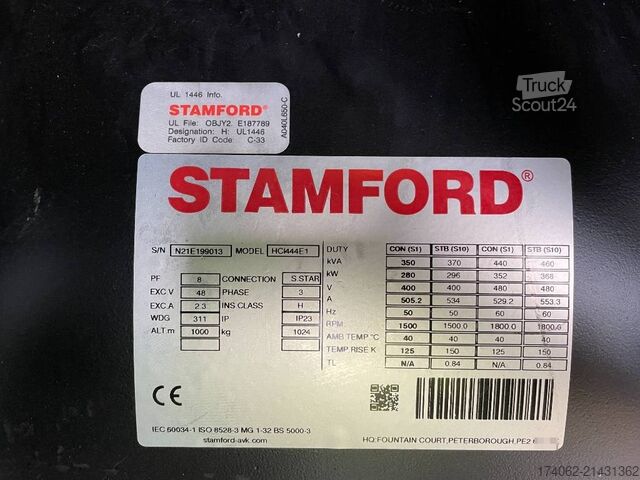 Truck
Scout24
UL 1446 Info.
STAMFORD®
UL File: OBJY2. E187789
Designation: H: UL1446
Factory ID Code: C-33
A040L650-C
STAMFORD®
S/N N21E199013 MODEL HCI444E1
PF 8 CONNECTION S.STAR
EXC.V 48 PHASE 3
EXC.A 2.3 INS CLASS H
WDG 311 IP IP23
ALT.m 1000 kg 1024
DUTY CON (S1) STB (S10) CON (S1) STB (S10)
kVA 350 370 440 460
kW 280 296 352 368
V 400 400 480 480
A 505.2 534 529.2 553.3
Hz 50 50 60 60
RPM 1500 1500.0 1800.0 1800.0
AMB TEMP °C 40 40 40 40
TEMP RISE K 125 150 125 150
TL N/A 0.84 N/A 0.84
CE
IEC 60034-1 ISO 8528-3 MG 1-32 BS 5000-3
stamford-avk.com
HQ:FOUNTAIN COURT,PETERBOROUGH,PE2
174062-21431362